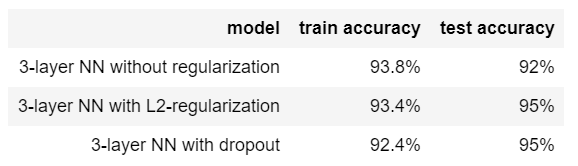 model train accuracy test accuracy
3-layer NN without regularization 93.8% 92%
3-layer NN with L2-regularization 93.4% 95%
3-layer NN with dropout 92.4% 95%